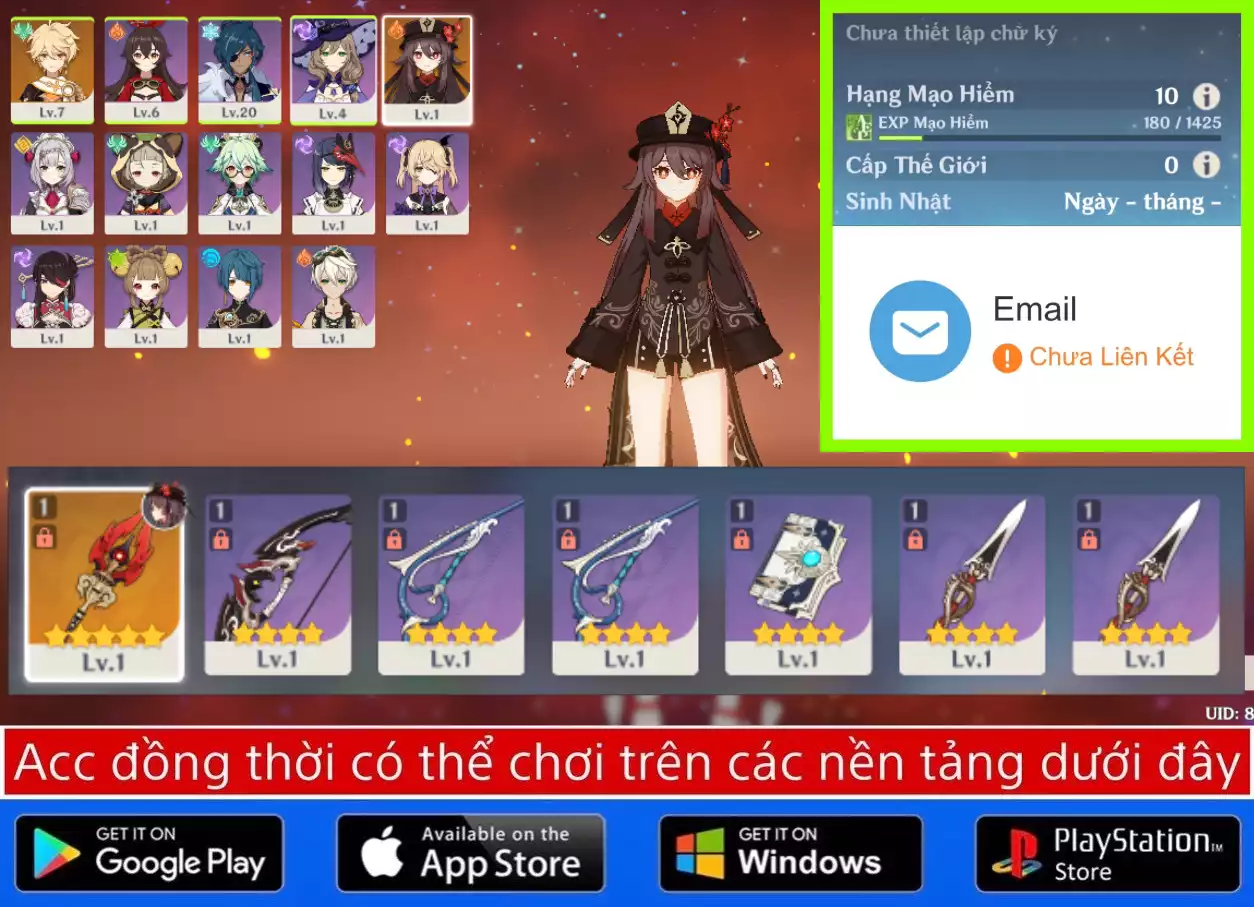 Lv.7
Lv.6
Lv.20
Lv.4
Lv.1
Lv.1
Lv.1
Lv.1
Lv.1
Lv.1
Lv.1
Lv.1
Lv.1
Lv.1
Chưa thiết lập chữ ký
Hạng Mạo Hiểm 10
EXP Mạo Hiểm 180 / 1425
Cấp Thế Giới 0
Sinh Nhật Ngày - tháng -
Email
Chưa Liên Kết
1
1
1
1
1
1
1
Lv.1
Lv.1
Lv.1
Lv.1
Lv.1
Lv.1
Lv.1
UID: 8
Acc đồng thời có thể chơi trên các nền tảng dưới đây
GET IT ON
Google Play
Available on the
App Store
GET IT ON
Windows
PlayStation™
Store